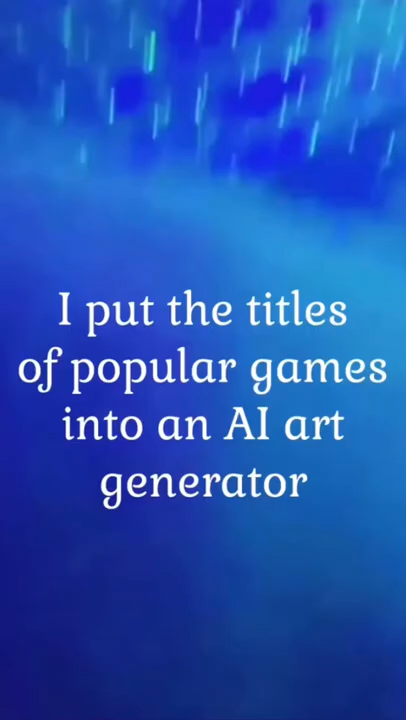 I put the titles
of popular games
into an AI art
generator